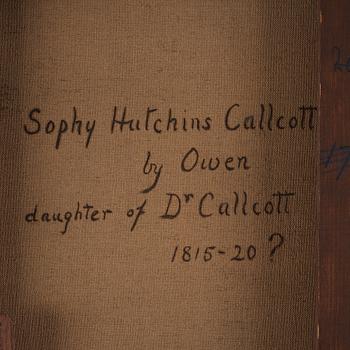 Sophy Hutchins Callcott
by Owen
daughter of Dr Callcott
1815-20 ?